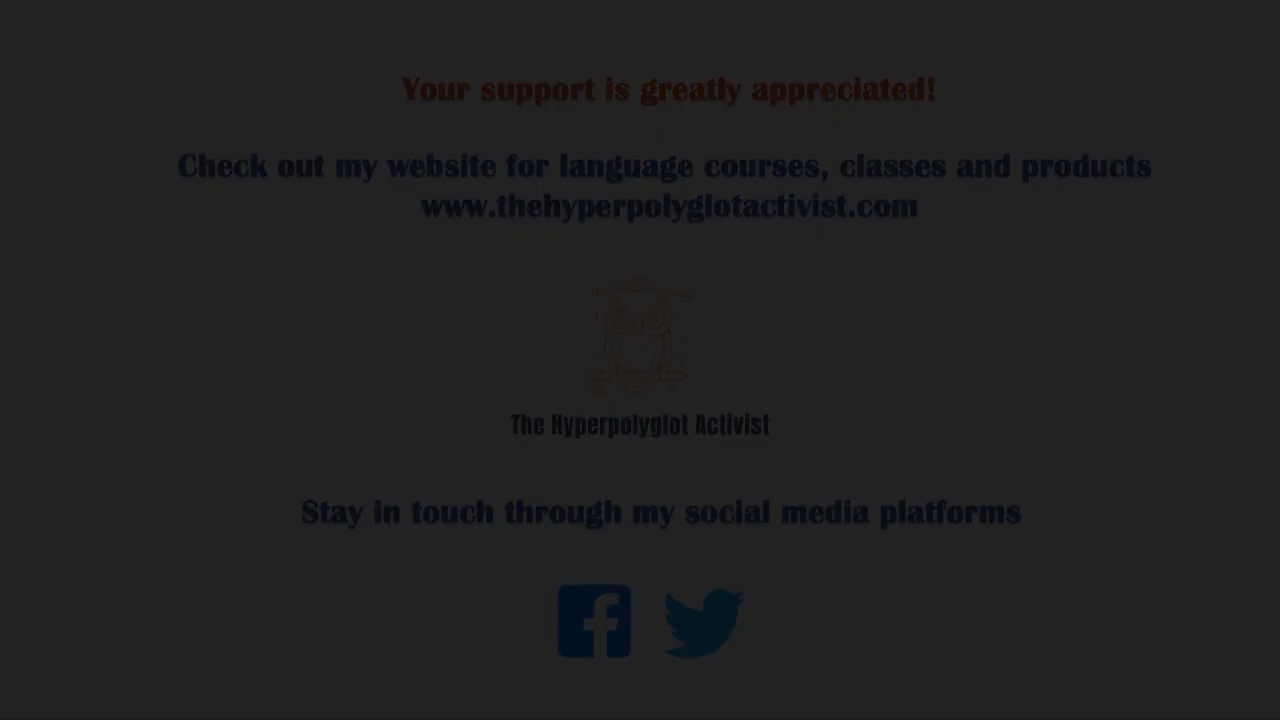 Your support is greatly appreciated!
Check out my website for language courses, classes and products
www.thehyperpolyglotactivist.com
The Hyperpolyglot Activist
Stay in touch through my social media platforms